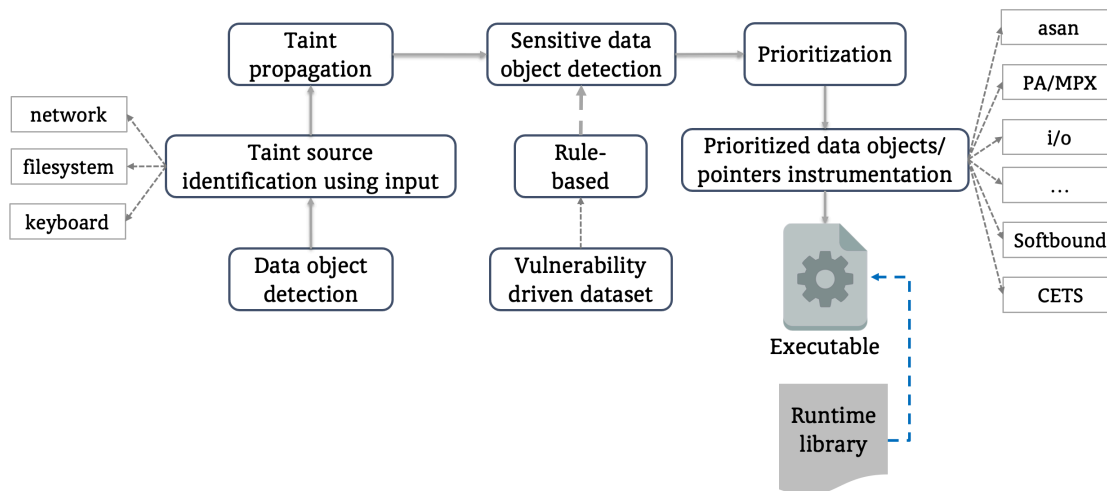 Taint
propagation
Sensitive data
object detection
Prioritization
asan
PA/MPX
i/o
...
Softbound
CETS
network
filesystem
keyboard
Taint source
identification using input
Rule-
based
Prioritized data objects/
pointers instrumentation
Data object
detection
Vulnerability
driven dataset
Executable
Runtime
library